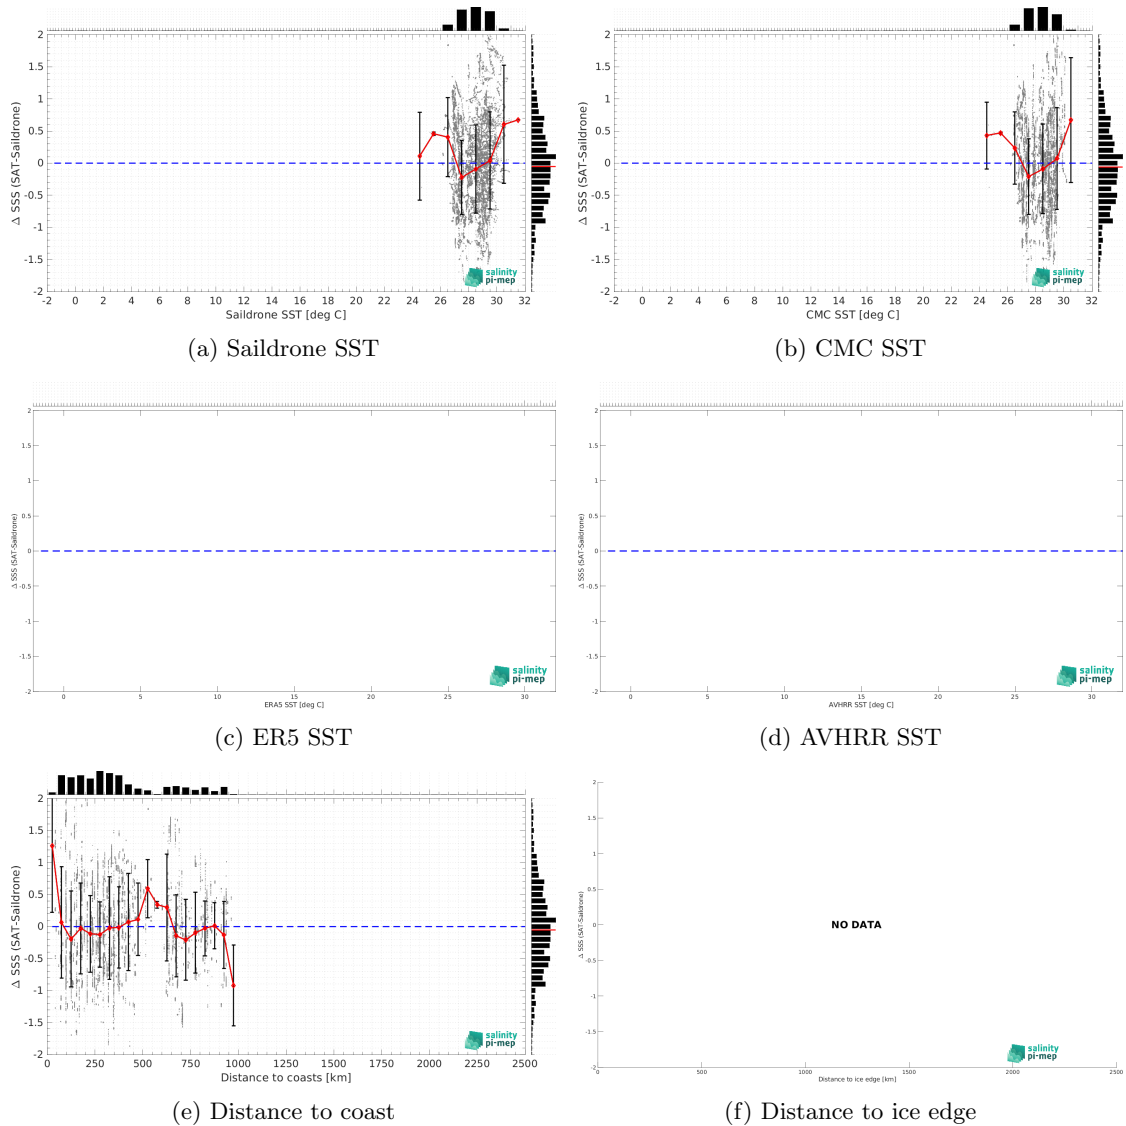 2
1.5
1
0.5
0
-0.5
-1
-1.5
-2
Δ SSS (SAT-Saildrone)
-2 0 2 4 6 8 10 12 14 16 18 20 22 24 26 28 30 32
Saildrone SST [deg C]
salinity
pi-mep
(a) Saildrone SST
2
1.5
1
0.5
0
-0.5
-1
-1.5
-2
Δ SSS (SAT-Saildrone)
-2 0 2 4 6 8 10 12 14 16 18 20 22 24 26 28 30 32
CMC SST [deg C]
salinity
pi-mep
(b) CMC SST
2
1.5
1
0.5
0
-0.5
-1
-1.5
-2
Δ SSS (SAT-Saildrone)
0 5 10 15 20 25 30
ERA5 SST [deg C]
salinity
pi-mep
(c) ER5 SST
2
1.5
1
0.5
0
-0.5
-1
-1.5
-2
Δ SSS (SAT-Saildrone)
0 5 10 15 20 25 30
AVHRR SST [deg C]
salinity
pi-mep
(d) AVHRR SST
2
1.5
1
0.5
0
-0.5
-1
-1.5
-2
Δ SSS (SAT-Saildrone)
0 250 500 750 1000 1250 1500 1750 2000 2250 2500
Distance to coasts [km]
salinity
pi-mep
(e) Distance to coast
2
1.5
1
0.5
0
-0.5
-1
-1.5
-2
Δ SSS (SAT-Saildrone)
NO DATA
0 500 1000 1500 2000 2500
Distance to ice edge [km]
salinity
pi-mep
(f) Distance to ice edge